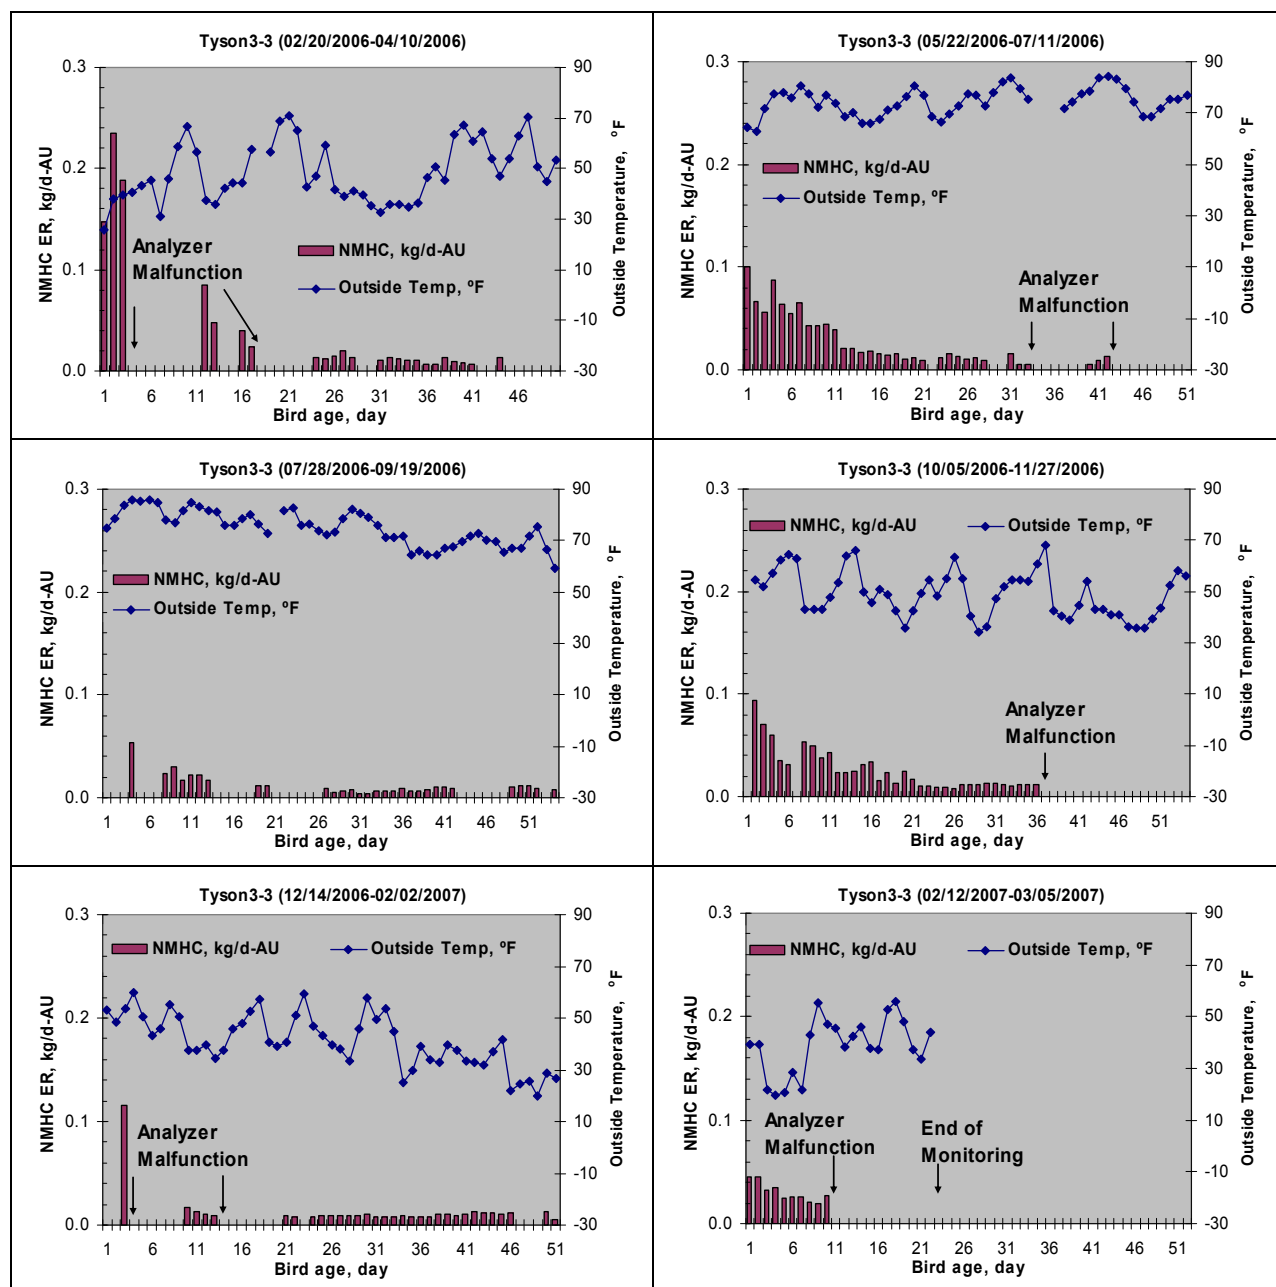 Tyson3-3 (02/20/2006-04/10/2006)
NMHC ER, kg/d-AU
0.3
0.2
0.1
0.0
90
70
50
30
10
-10
-30
Outside Temperature, °F
NMHC, kg/d-AU
Outside Temp, ºF
Analyzer
Malfunction
1 6 11 16 21 26 31 36 41 46
Bird age, day
Tyson3-3 (05/22/2006-07/11/2006)
NMHC ER, kg/d-AU
0.3
0.2
0.1
0.0
90
70
50
30
10
-10
-30
Outside Temperature, °F
NMHC, kg/d-AU
Outside Temp, ºF
Analyzer
Malfunction
1 6 11 16 21 26 31 36 41 46 51
Bird age, day
Tyson3-3 (07/28/2006-09/19/2006)
NMHC ER, kg/d-AU
0.3
0.2
0.1
0.0
90
70
50
30
10
-10
-30
Outside Temperature, °F
NMHC, kg/d-AU
Outside Temp, ºF
1 6 11 16 21 26 31 36 41 46 51
Bird age, day
Tyson3-3 (10/05/2006-11/27/2006)
NMHC ER, kg/d-AU
0.3
0.2
0.1
0.0
90
70
50
30
10
-10
-30
Outside Temperature, °F
NMHC, kg/d-AU Outside Temp, ºF
Analyzer
Malfunction
1 6 11 16 21 26 31 36 41 46 51
Bird age, day
Tyson3-3 (12/14/2006-02/02/2007)
NMHC ER, kg/d-AU
0.3
0.2
0.1
0.0
90
70
50
30
10
-10
-30
Outside Temperature, °F
NMHC, kg/d-AU Outside Temp, ºF
Analyzer
Malfunction
1 6 11 16 21 26 31 36 41 46 51
Bird age, day
Tyson3-3 (02/12/2007-03/05/2007)
NMHC ER, kg/d-AU
0.3
0.2
0.1
0.0
90
70
50
30
10
-10
-30
Outside Temperature, °F
NMHC, kg/d-AU Outside Temp, ºF
Analyzer
Malfunction
End of
Monitoring
1 6 11 16 21 26 31 36 41 46 51
Bird age, day